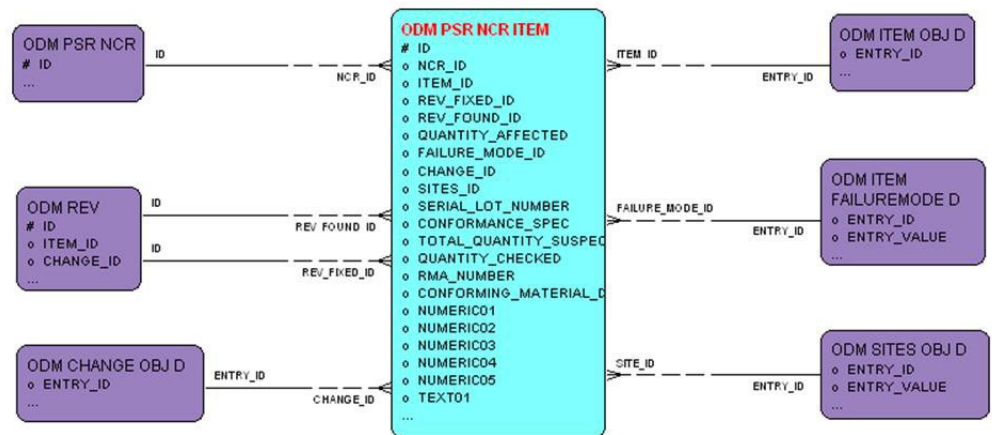 ODM PSR NCR
# ID
...
ID
NCR_ID
ODM REV
# ID
o ITEM_ID
o CHANGE_ID
...
ID
REV_FOUND_ID
ID
REV_FIXED_ID
ODM CHANGE OBJ D
o ENTRY_ID
...
ENTRY_ID
CHANGE_ID
ODM PSR NCR ITEM
# ID
o NCR_ID
o ITEM_ID
o REV_FIXED_ID
o REV_FOUND_ID
o QUANTITY_AFFECTED
o FAILURE_MODE_ID
o CHANGE_ID
o SITES_ID
o SERIAL_LOT_NUMBER
o CONFORMANCE_SPEC
o TOTAL_QUANTITY_SUSPEC
o QUANTITY_CHECKED
o RMA_NUMBER
o CONFORMING_MATERIAL_D
o NUMERIC01
o NUMERIC02
o NUMERIC03
o NUMERIC04
o NUMERIC05
o TEXT01
...
ITEM_ID
ENTRY_ID
ODM ITEM OBJ D
o ENTRY_ID
...
FAILURE_MODE_ID
ENTRY_ID
ODM ITEM
FAILUREMODE D
o ENTRY_ID
o ENTRY_VALUE
...
SITE_ID
ENTRY_ID
ODM SITES OBJ D
o ENTRY_ID
o ENTRY_VALUE
...